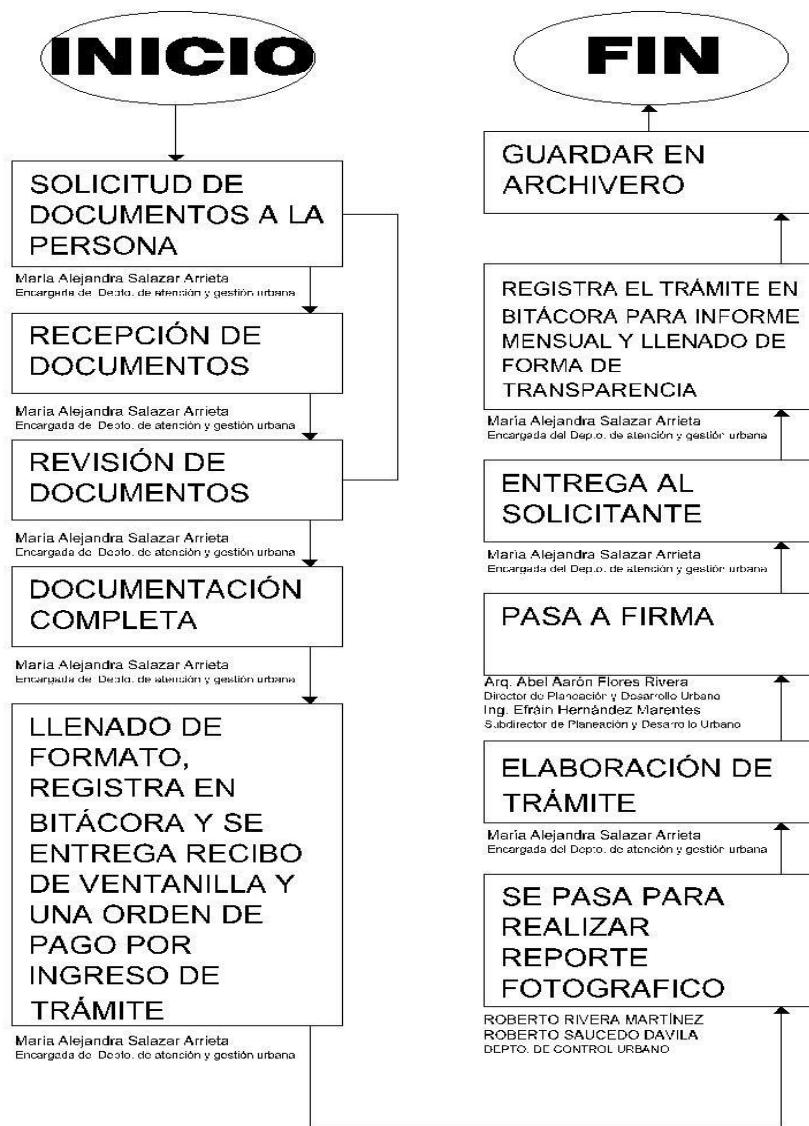 INICIO
SOLICITUD DE
DOCUMENTOS A LA
PERSONA
María Alejandra Salazar Arrieta
Encargada de Depto. de atención y gestión urbana
RECEPCIÓN DE
DOCUMENTOS
María Alejandra Salazar Arrieta
Encargada de Depto. de atención y gestión urbana
REVISIÓN DE
DOCUMENTOS
María Alejandra Salazar Arrieta
Encargada de Depto. de atención y gestión urbana
DOCUMENTACIÓN
COMPLETA
María Alejandra Salazar Arrieta
Encargada de Depto. de atención y gestión urbana
LLENADO DE
FORMATO,
REGISTRA EN
BITÁCORA Y SE
ENTREGA RECIBO
DE VENTANILLA Y
UNA ORDEN DE
PAGO POR
INGRESO DE
TRÁMITE
María Alejandra Salazar Arrieta
Encargada de Depto. de atención y gestión urbana
SE PASA PARA
REALIZAR
REPORTE
FOTOGRAFICO
ROBERTO RIVERA MARTÍNEZ
ROBERTO SAUCEDO DAVILA
DEPTO. DE CONTROL URBANO
ELABORACIÓN DE
TRÁMITE
María Alejandra Salazar Arrieta
Encargada del Depto. de atención y gestión urbana
PASA A FIRMA
Arq. Abel Aarón Flores Rivera
Director de Planeación y Desarrollo Urbano
Ing. Efraín Hernández Marentes
Subdirector de Planeación y Desarrollo Urbano
ENTREGA AL
SOLICITANTE
María Alejandra Salazar Arrieta
Encargada del Depto. de atención y gestión urbana
REGISTRA EL TRÁMITE EN
BITÁCORA PARA INFORME
MENSUAL Y LLENADO DE
FORMA DE
TRANSPARENCIA
María Alejandra Salazar Arrieta
Encargada del Depto. de atención y gestión urbana
GUARDAR EN
ARCHIVERO
FIN